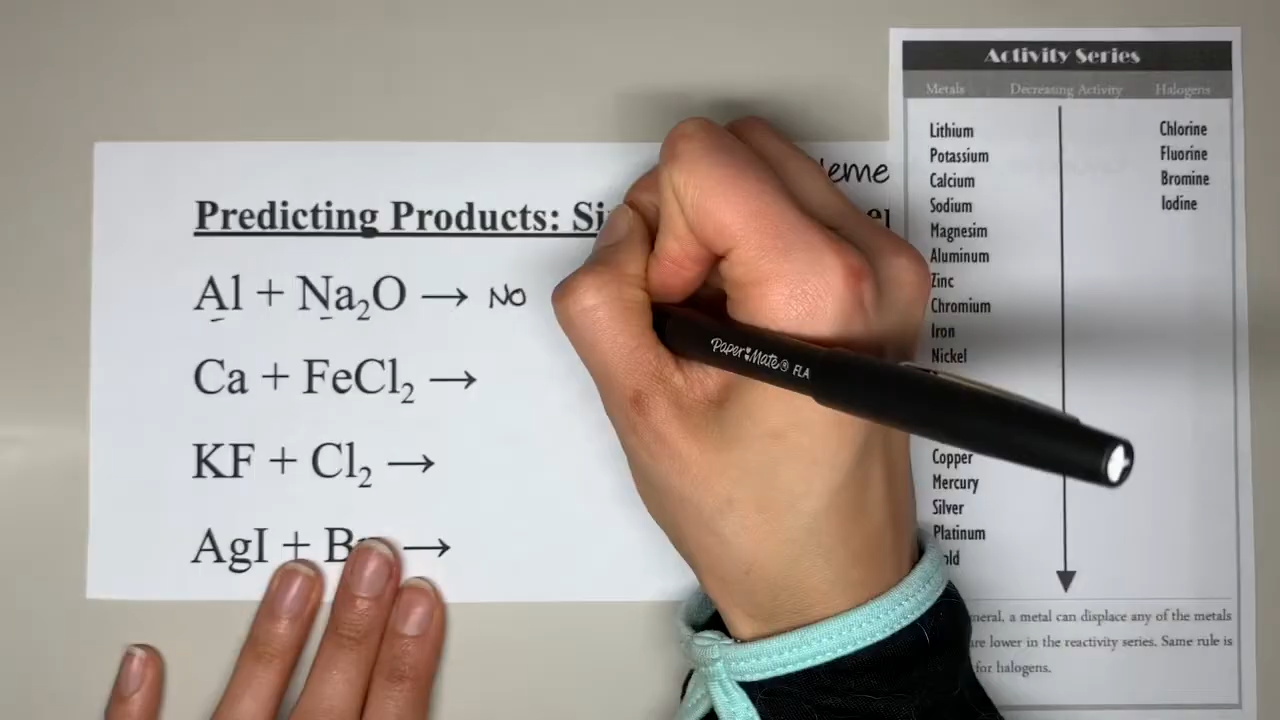 eme
Predicting Products:
Al + Na₂O → NO
Ca + FeCl₂ →
KF + Cl₂ →
AgI + →
Paper Mate® FLA
Activity Series
Metals Decreasing Activity Halogens
Lithium Chlorine
Potassium Fluorine
Calcium Bromine
Sodium Iodine
Magnesim
Aluminum
Zinc
Chromium
Iron
Nickel
Copper
Mercury
Silver
Platinum
old
neral, a metal can displace any of the metals
are lower in the reactivity series. Same rule is
for halogens.